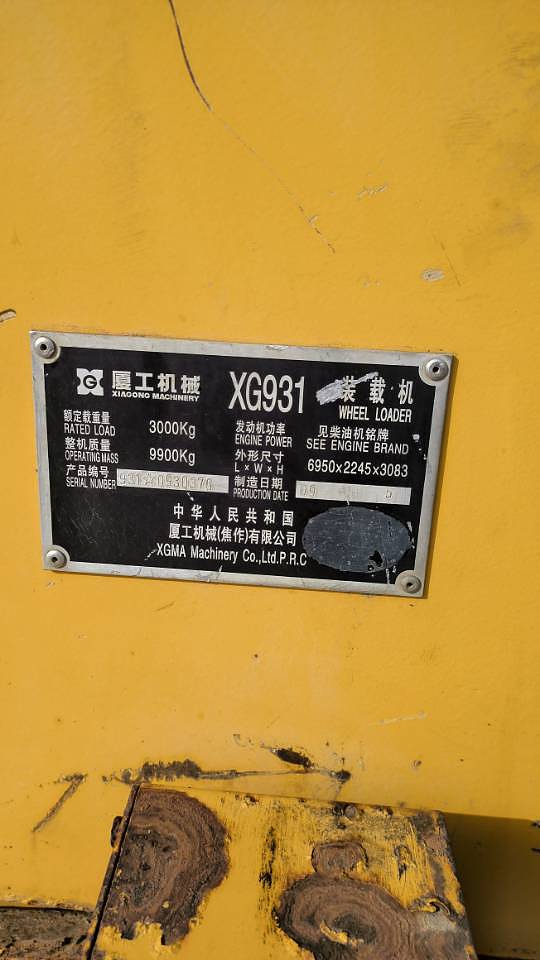 厦工机械 XG931 装载机
XIAGONG MACHINERY WHEEL LOADER
额定载重量 3000Kg 发动机功率 见柴油机铭牌
RATED LOAD ENGINE POWER SEE ENGINE BRAND
整机质量 9900Kg 外形尺寸 6950x2245x3083
OPERATING MASS L×W×H
产品编号 制造日期
SERIAL NUMBER PRODUCTION DATE
中华人民共和国
厦工机械(焦作)有限公司
XGMA Machinery Co.,Ltd.P.R.C